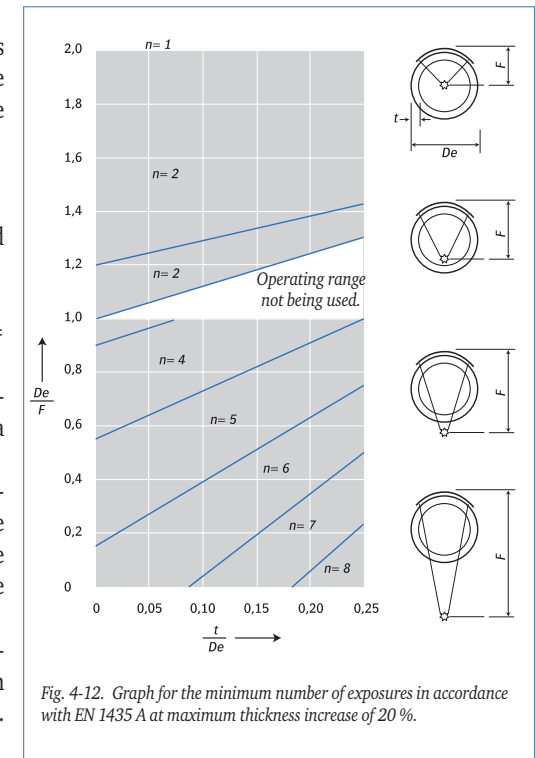 2,0
1,8
1,6
1,4
1,2
1,0
0,8
0,6
0,4
0,2
0
De
F
n= 1
n= 2
n= 2
Operating range
not being used.
n= 4
n= 5
n= 6
n= 7
n= 8
0 0,05 0,10 0,15 0,20 0,25
t
De
F
t
De
F
F
F
Fig. 4-12. Graph for the minimum number of exposures in accordance
with EN 1435 A at maximum thickness increase of 20 %.